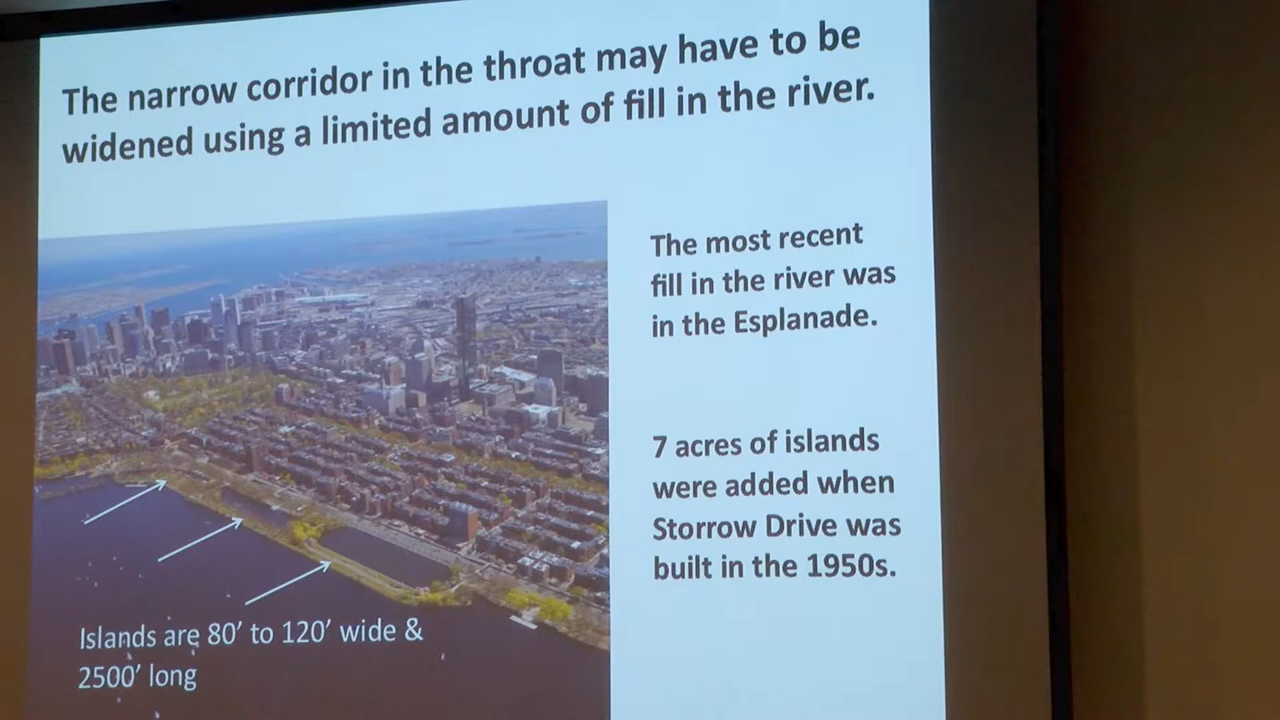 The narrow corridor in the throat may have to be
widened using a limited amount of fill in the river.
The most recent
fill in the river was
in the Esplanade.
7 acres of islands
were added when
Storrow Drive was
built in the 1950s.
Islands are 80’ to 120’ wide &
2500’ long